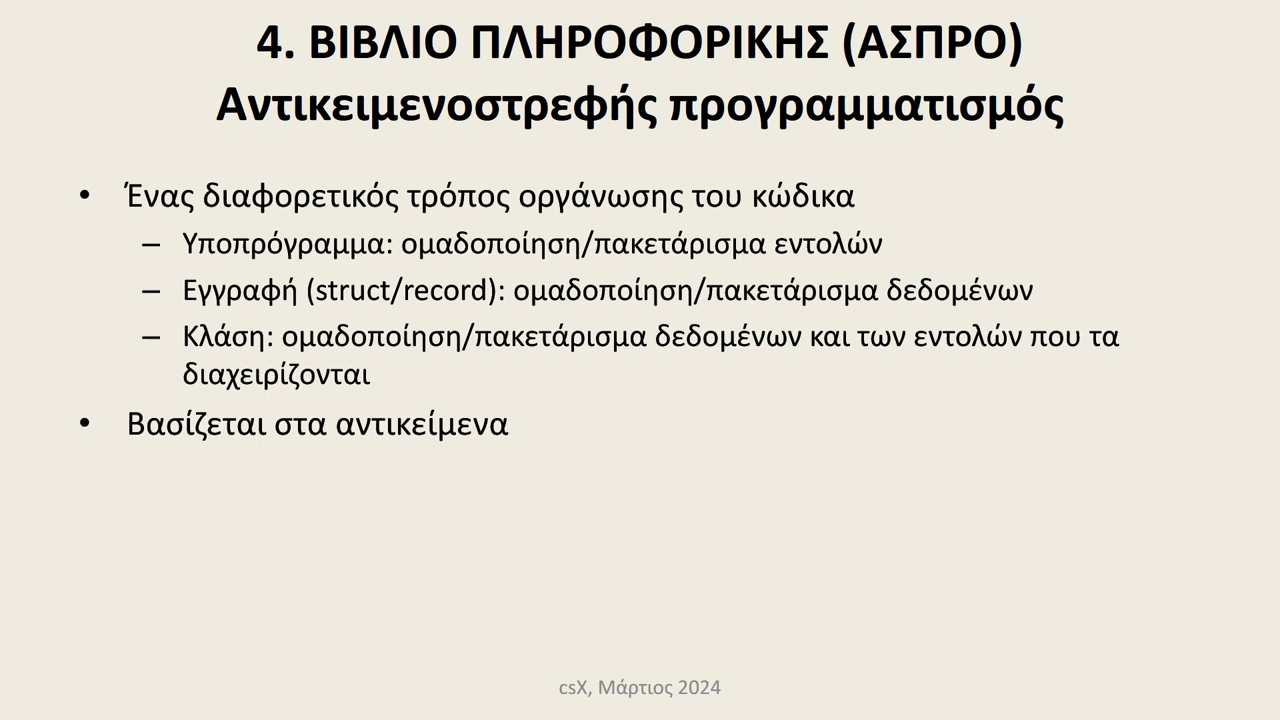 4. ΒΙΒΛΙΟ ΠΛΗΡΟΦΟΡΙΚΗΣ (ΑΣΠΡΟ)
Αντικειμενοστρεφής προγραμματισμός
• Ένας διαφορετικός τρόπος οργάνωσης του κώδικα
– Υποπρόγραμμα: ομαδοποίηση/πακετάρισμα εντολών
– Εγγραφή (struct/record): ομαδοποίηση/πακετάρισμα δεδομένων
– Κλάση: ομαδοποίηση/πακετάρισμα δεδομένων και των εντολών που τα
διαχειρίζονται
• Βασίζεται στα αντικείμενα
csX, Μάρτιος 2024